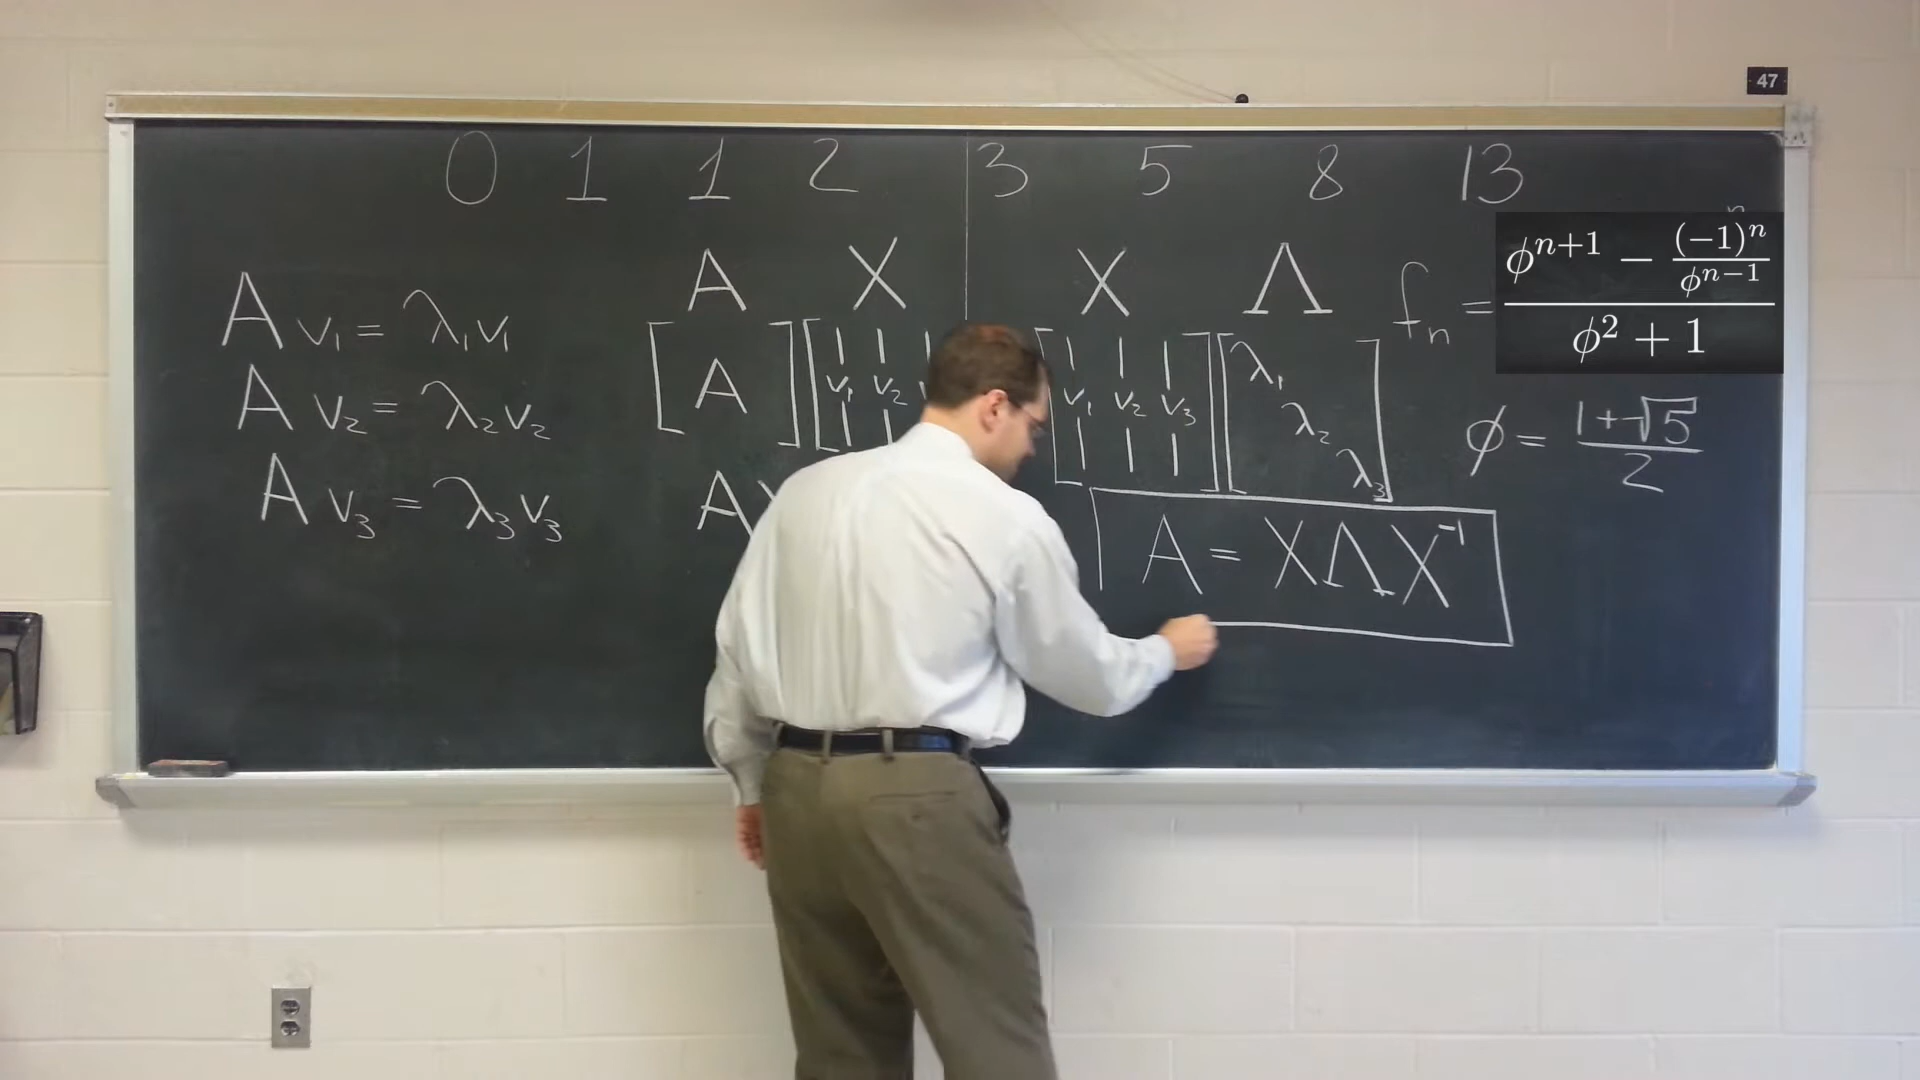 47
0 1 1 2 3 5 8 13
A X X Λ
A v₁ = λ₁v₁
A v₂ = λ₂v₂
A v₃ = λ₃v₃
[A] [v₁ v₂
[v₁ v₂ v₃] [λ₁ λ₂ λ₃]
A
A = XΛX⁻¹
fₙ = (ϕⁿ⁺¹ − (−1)ⁿ/ϕⁿ⁻¹)/(ϕ² + 1)
ϕ = (1+√5)/2